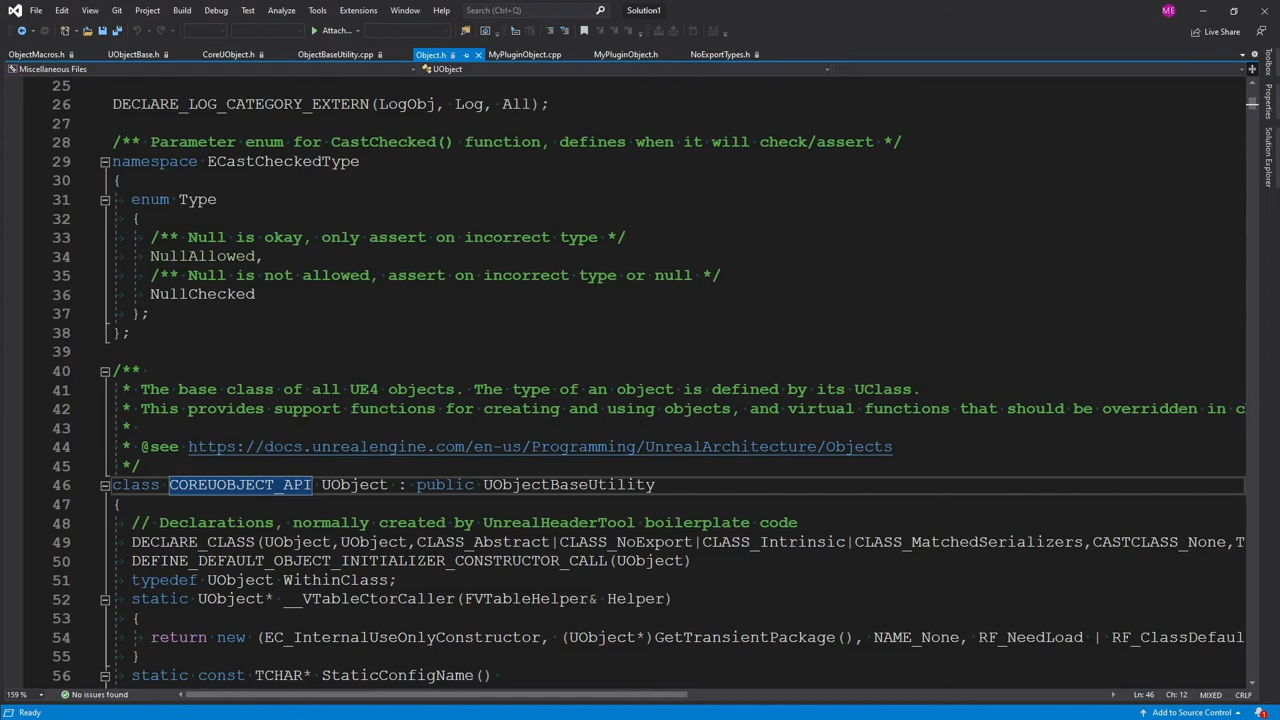 File Edit View Git Project Build Debug Test Analyze Tools Extensions Window Help Search (Ctrl+Q) Solution1 ME
Attach... Live Share
ObjectMacros.h UObjectBase.h CoreUObject.h ObjectBaseUtility.cpp Object.h MyPluginObject.cpp MyPluginObject.h NoExportTypes.h
Miscellaneous Files UObject
25
26 DECLARE_LOG_CATEGORY_EXTERN(LogObj, Log, All);
27
28 /** Parameter enum for CastChecked() function, defines when it will check/assert */
29 namespace ECastCheckedType
30 {
31 enum Type
32 {
33 /** Null is okay, only assert on incorrect type */
34 NullAllowed,
35 /** Null is not allowed, assert on incorrect type or null */
36 NullChecked
37 };
38 };
39
40 /**
41 * The base class of all UE4 objects. The type of an object is defined by its UClass.
42 * This provides support functions for creating and using objects, and virtual functions that should be overridden in c
43 *
44 * @see https://docs.unrealengine.com/en-us/Programming/UnrealArchitecture/Objects
45 */
46 class COREUOBJECT_API UObject : public UObjectBaseUtility
47 {
48 // Declarations, normally created by UnrealHeaderTool boilerplate code
49 DECLARE_CLASS(UObject,UObject,CLASS_Abstract|CLASS_NoExport|CLASS_Intrinsic|CLASS_MatchedSerializers,CASTCLASS_None,T
50 DEFINE_DEFAULT_OBJECT_INITIALIZER_CONSTRUCTOR_CALL(UObject)
51 typedef UObject WithinClass;
52 static UObject* __VTableCtorCaller(FVTableHelper& Helper)
53 {
54 return new (EC_InternalUseOnlyConstructor, (UObject*)GetTransientPackage(), NAME_None, RF_NeedLoad | RF_ClassDefaul
55 }
56 static const TCHAR* StaticConfigName()
Toolbox
Properties
Solution Explorer
159 % No issues found Ln: 46 Ch: 12 MIXED CRLF
Ready Add to Source Control 1